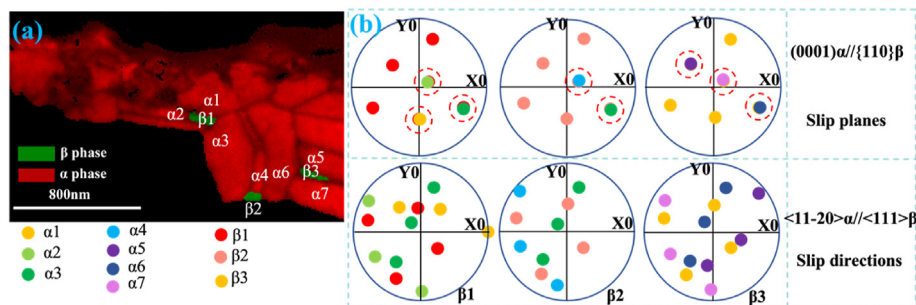 (a)
α1
α2
β1
α3
α4
α6
α5
β3
α7
β2
β phase
α phase
800nm
α1
α2
α3
α4
α5
α6
α7
β1
β2
β3
(b)
Y0
X0
Y0
X0
Y0
X0
(0001)α//{110}β
Slip planes
Y0
X0
β1
Y0
X0
β2
Y0
X0
β3
<11-20>α//<111>β
Slip directions